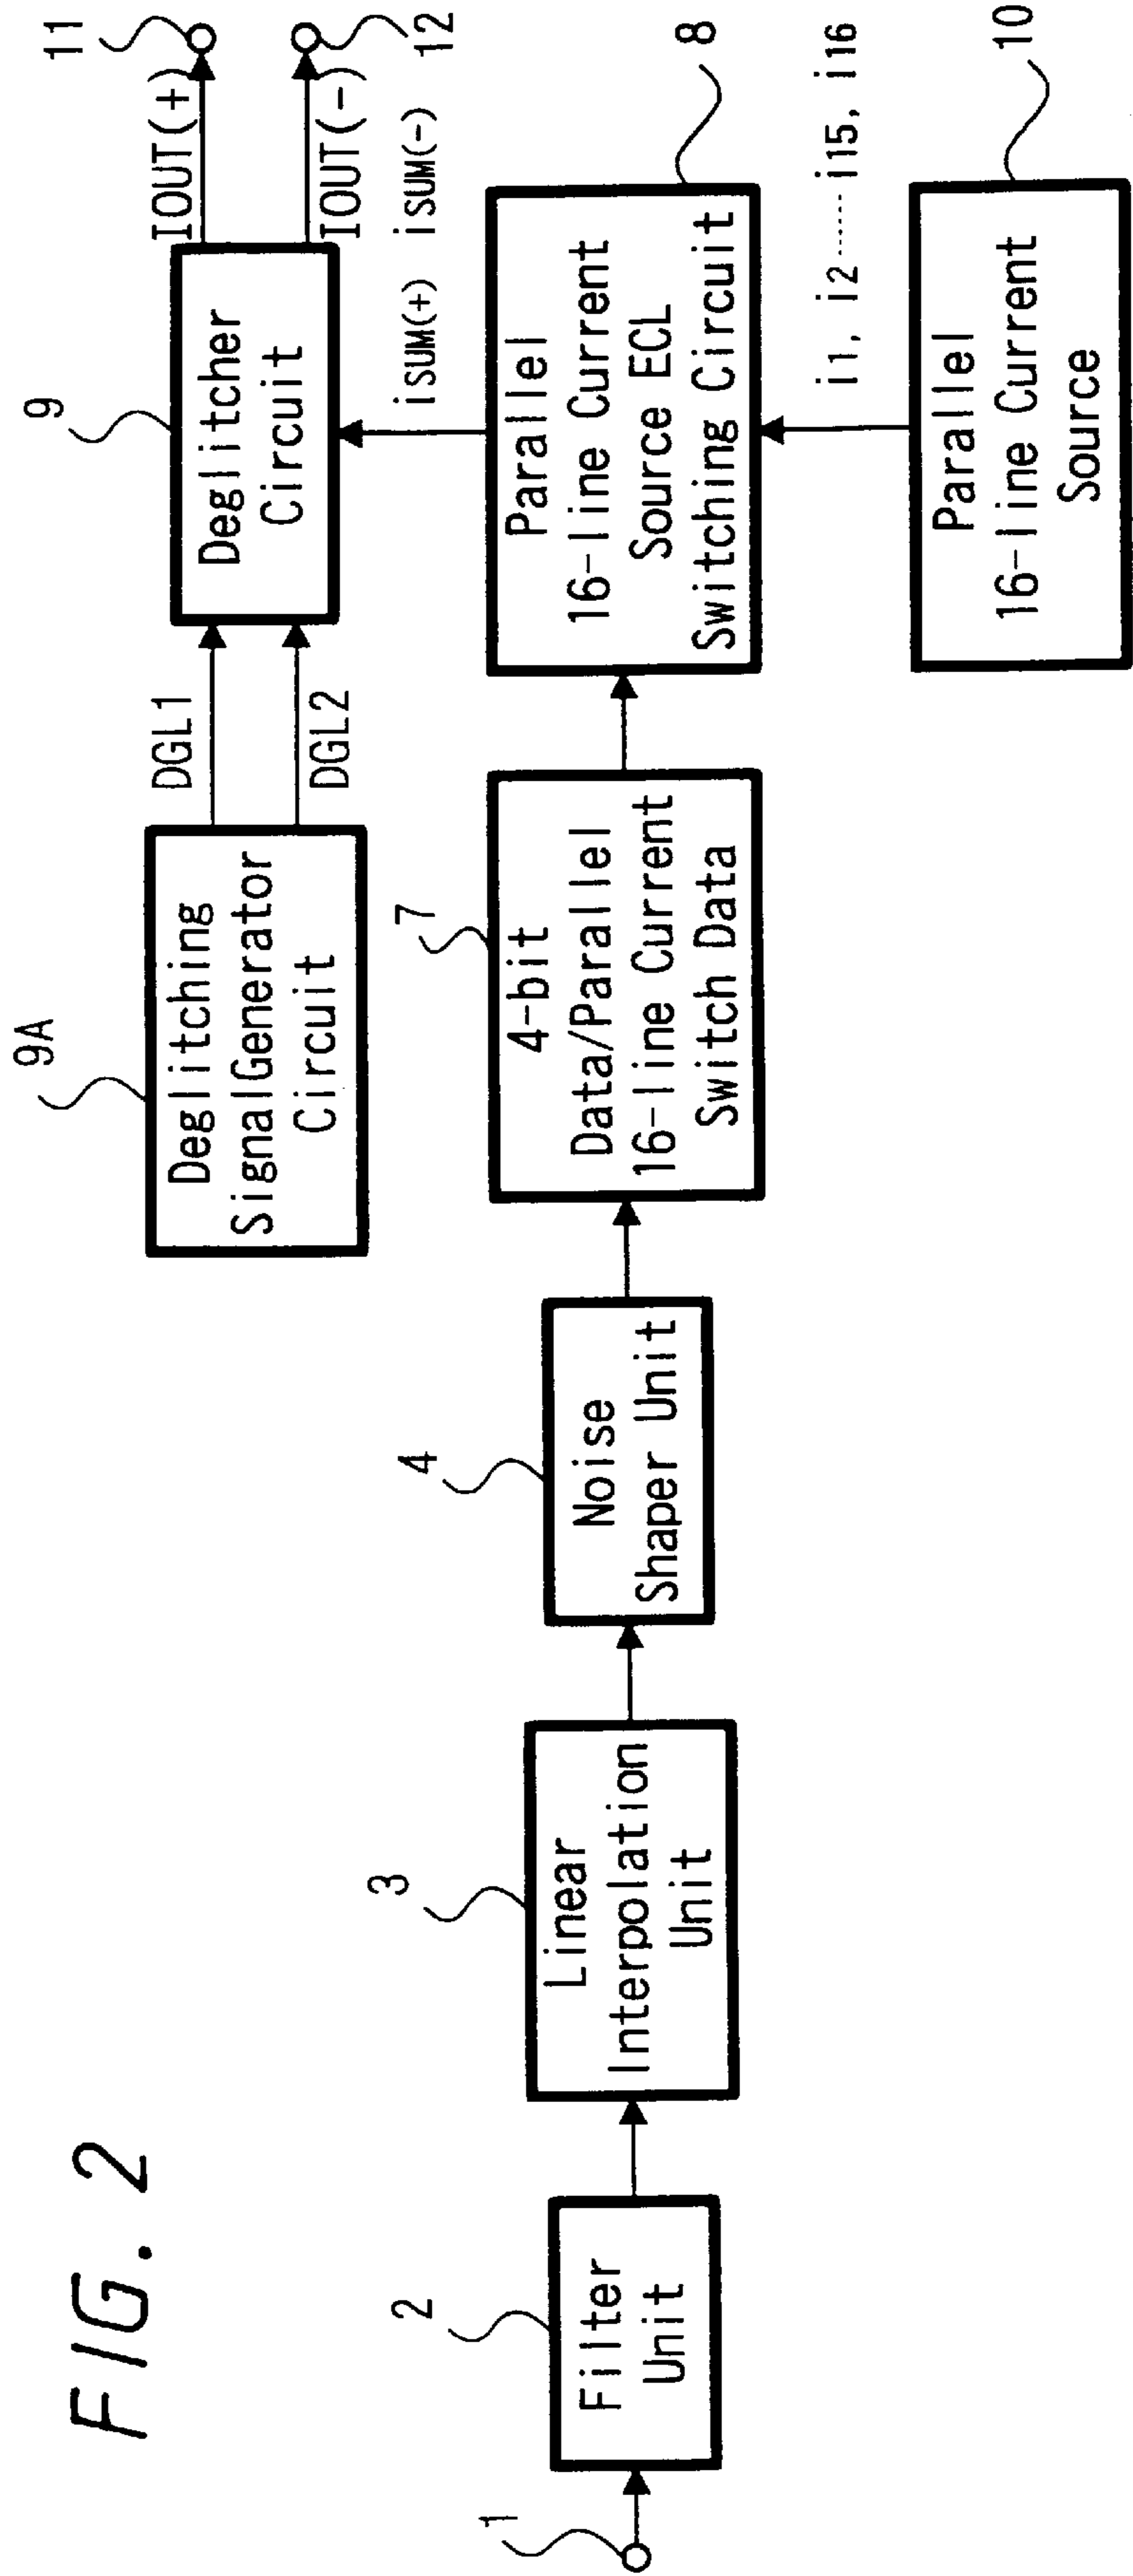 FIG. 2
1
2
Filter
Unit
3
Linear
Interpolation
Unit
4
Noise
Shaper Unit
7
4-bit
Data/Parallel
16-line Current
Switch Data
9A
Deglitching
SignalGenerator
Circuit
DGL1
DGL2
9
Deglitcher
Circuit
IOUT(+)
IOUT(-)
11
12
iSUM(+) iSUM(-)
8
Parallel
16-line Current
Source ECL
Switching Circuit
i1, i2------i15, i16
10
Parallel
16-line Current
Source